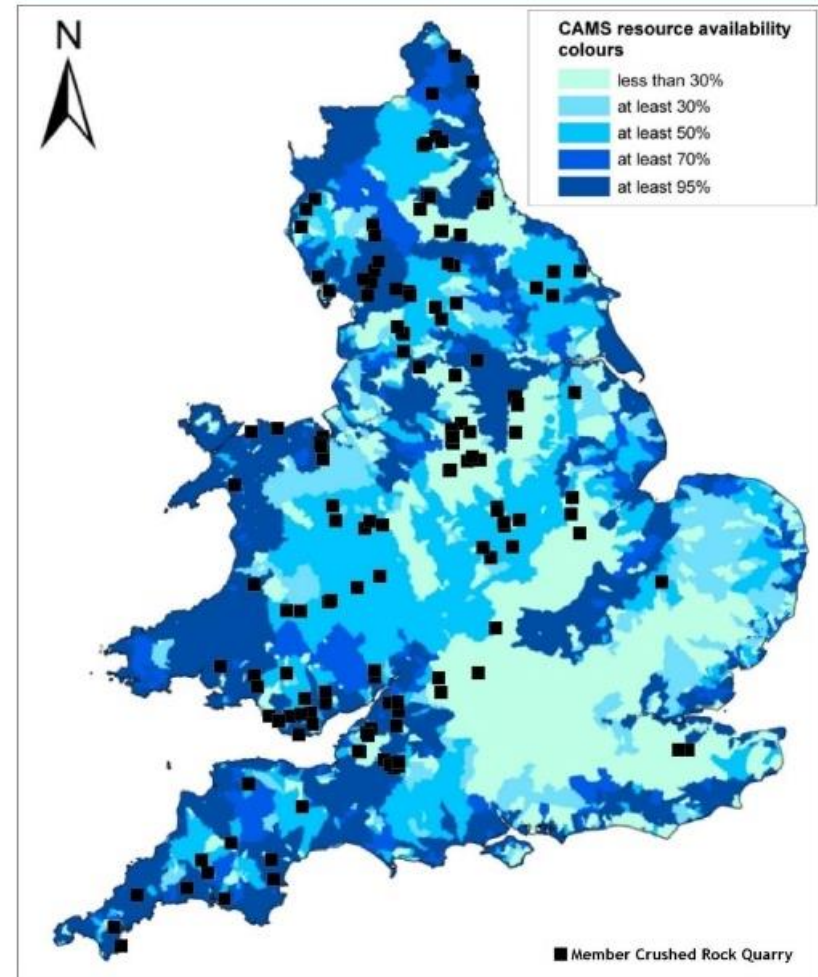 N
CAMS resource availability
colours
less than 30%
at least 30%
at least 50%
at least 70%
at least 95%
Member Crushed Rock Quarry